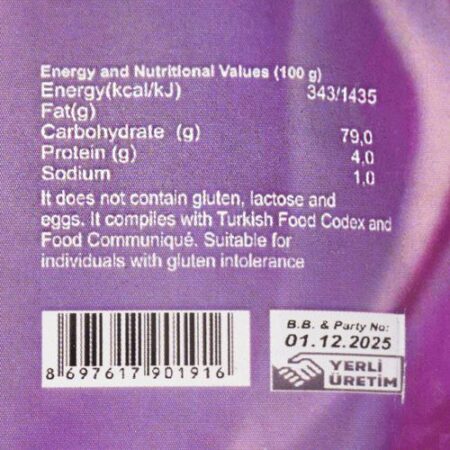 Energy and Nutritional Values (100 g)
Energy(kcal/kJ) 343/1435
Fat(g)
Carbohydrate (g) 79,0
Protein (g) 4,0
Sodium 1,0
It does not contain gluten, lactose and
eggs. It compiles with Turkish Food Codex and
Food Communiqué. Suitable for
individuals with gluten intolerance
8 697617 901916
B.B. & Party No:
01.12.2025
YERLİ
ÜRETİM